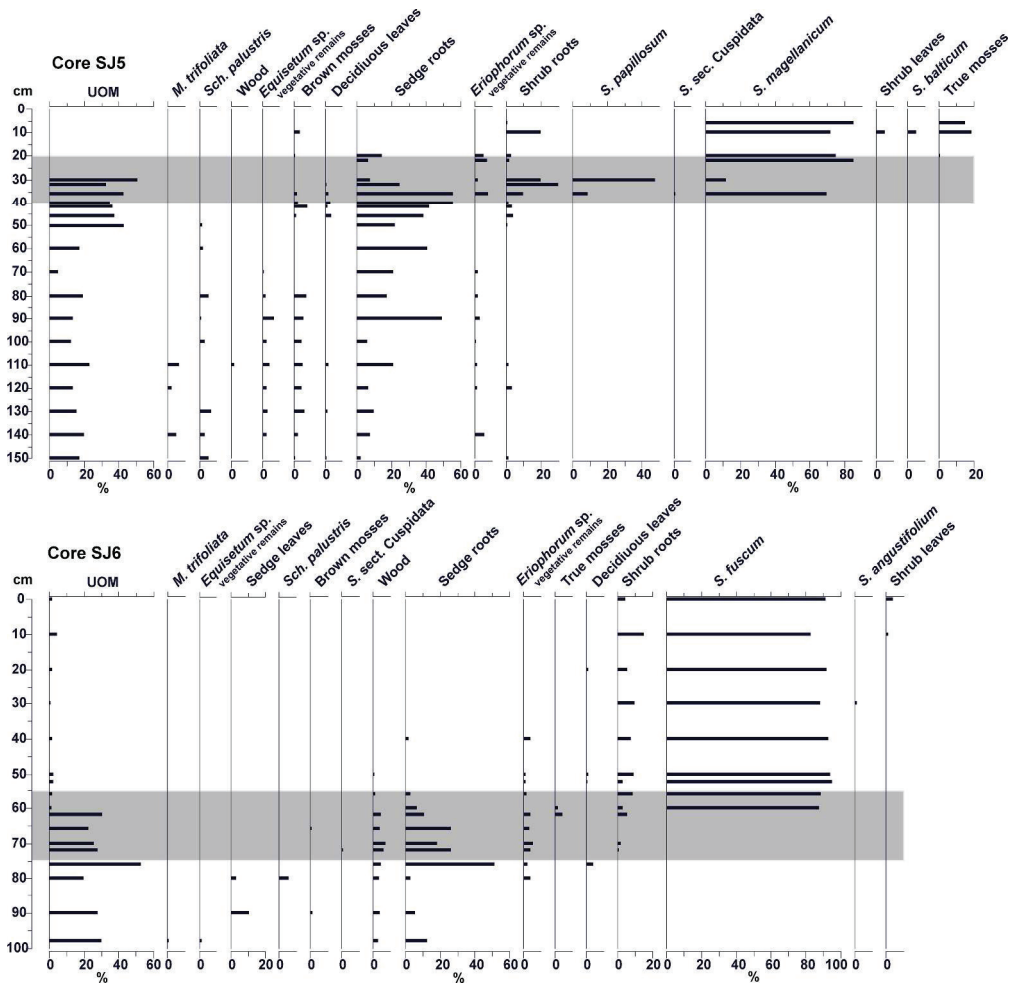 Core SJ5
cm
UOM
M. trifoliata
Sch. palustris
Wood
Equisetum sp.
vegetative remains
Brown mosses
Decidiuous leaves
Sedge roots
Eriophorum sp.
vegetative remains
Shrub roots
S. papillosum
S. sec. Cuspidata
S. magellanicum
Shrub leaves
S. balticum
True mosses
0
10
20
30
40
50
60
70
80
90
100
110
120
130
140
150
0 20 40 60 0 0 0 0 0 0 0 20 40 60 0 0 20 0 20 40 0 0 20 40 60 80 0 0 0 20
% % % %
Core SJ6
cm
UOM
M. trifoliata
Equisetum sp.
vegetative remains
Sedge leaves
Sch. palustris
Brown mosses
S. sect. Cuspidata
Wood
Sedge roots
Eriophorum sp.
vegetative remains
True mosses
Decidiuous leaves
Shrub roots
S. fuscum
S. angustifolium
Shrub leaves
0
10
20
30
40
50
60
70
80
90
100
0 20 40 60 0 0 0 20 0 0 0 0 0 20 40 60 0 0 0 0 20 0 20 40 60 80 100 0 0
% % %